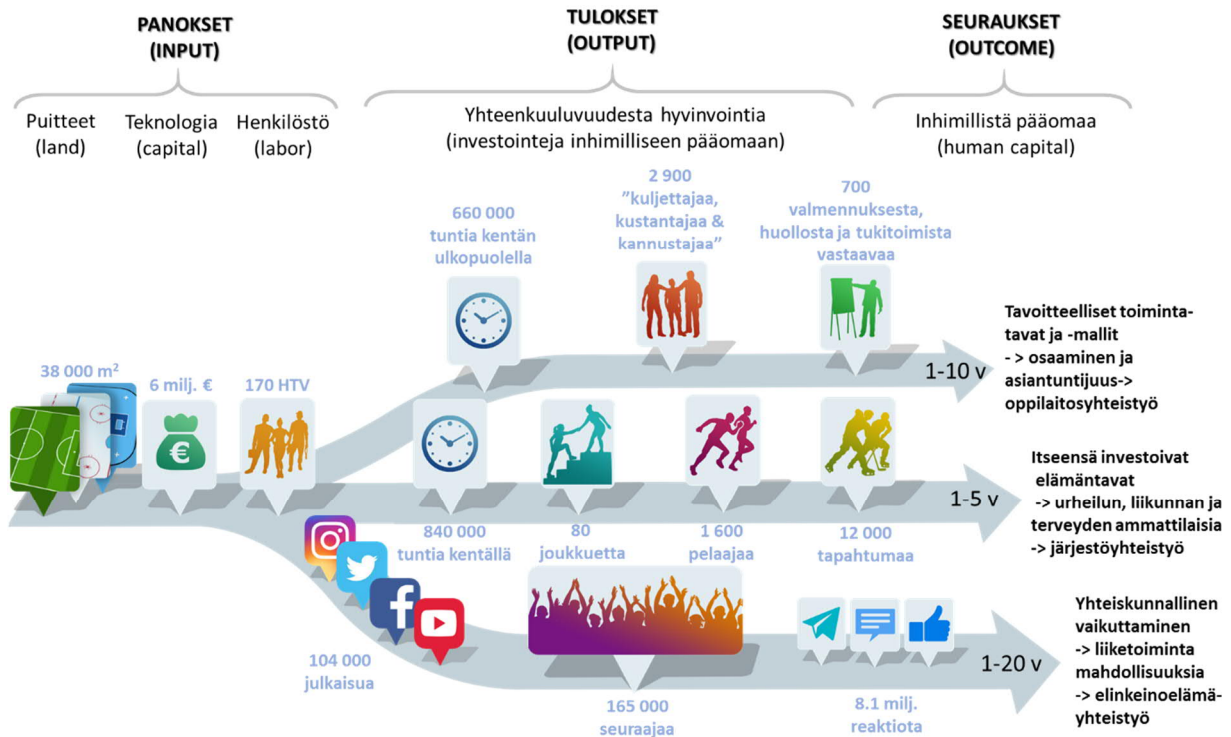 PANOKSET
(INPUT)
TULOKSET
(OUTPUT)
SEURAUKSET
(OUTCOME)
Puitteet
(land)
Teknologia
(capital)
Henkilöstö
(labor)
Yhteenkuuluvuudesta hyvinvointia
(investointeja inhimilliseen pääomaan)
Inhimillistä pääomaa
(human capital)
38 000 m²
6 milj. €
170 HTV
660 000
tuntia kentän
ulkopuolella
2 900
”kuljettajaa,
kustantajaa &
kannustajaa”
700
valmennuksesta,
huollosta ja tukitoimista
vastaavaa
1-10 v
Tavoitteelliset toiminta-
tavat ja -mallit
- > osaaminen ja
asiantuntijuus->
oppilaitosyhteistyö
840 000
tuntia kentällä
80
joukkuetta
1 600
pelaajaa
12 000
tapahtumaa
1-5 v
Itseensä investoivat
elämäntavat
-> urheilun, liikunnan ja
terveyden ammattilaisia
-> järjestöyhteistyö
104 000
julkaisua
165 000
seuraajaa
8.1 milj.
reaktiota
1-20 v
Yhteiskunnallinen
vaikuttaminen
-> liiketoiminta
mahdollisuuksia
-> elinkeinoelämä-
yhteistyö